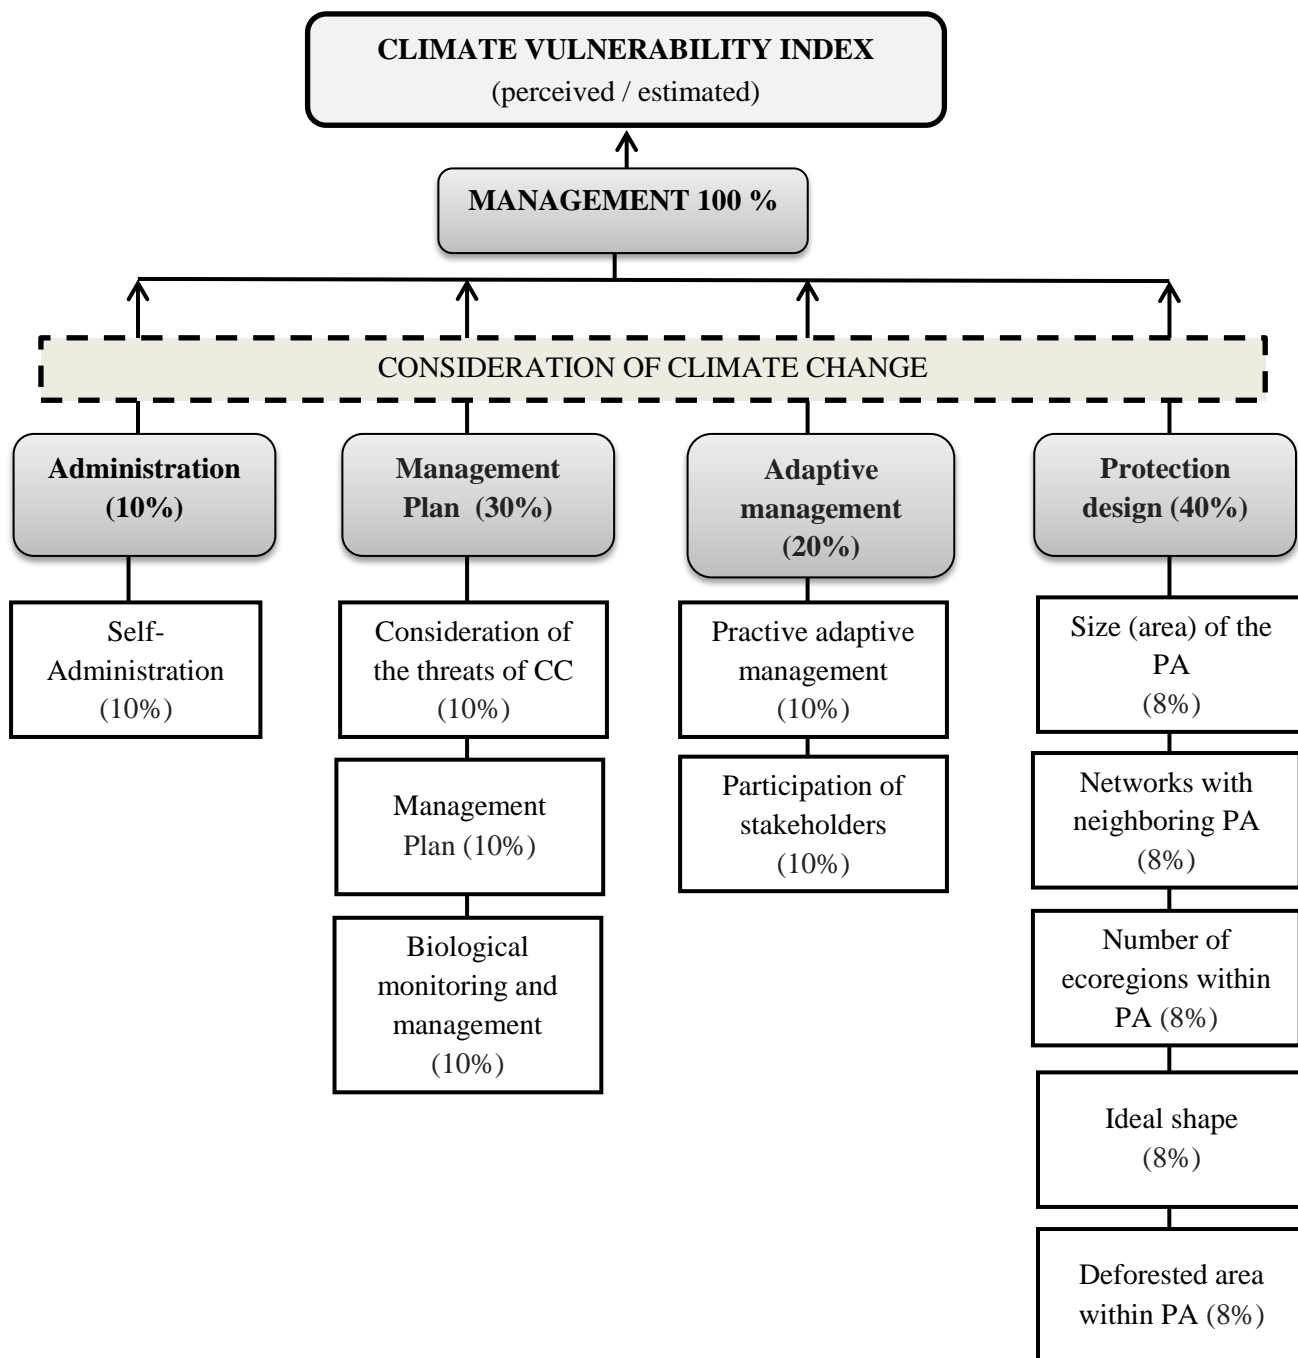 CLIMATE VULNERABILITY INDEX
(perceived / estimated)
MANAGEMENT 100 %
CONSIDERATION OF CLIMATE CHANGE
Administration
(10%)
Management
Plan (30%)
Adaptive
management
(20%)
Protection
design (40%)
Self-
Administration
(10%)
Consideration of
the threats of CC
(10%)
Management
Plan (10%)
Biological
monitoring and
management
(10%)
Practive adaptive
management
(10%)
Participation of
stakeholders
(10%)
Size (area) of the
PA
(8%)
Networks with
neighboring PA
(8%)
Number of
ecoregions within
PA (8%)
Ideal shape
(8%)
Deforested area
within PA (8%)